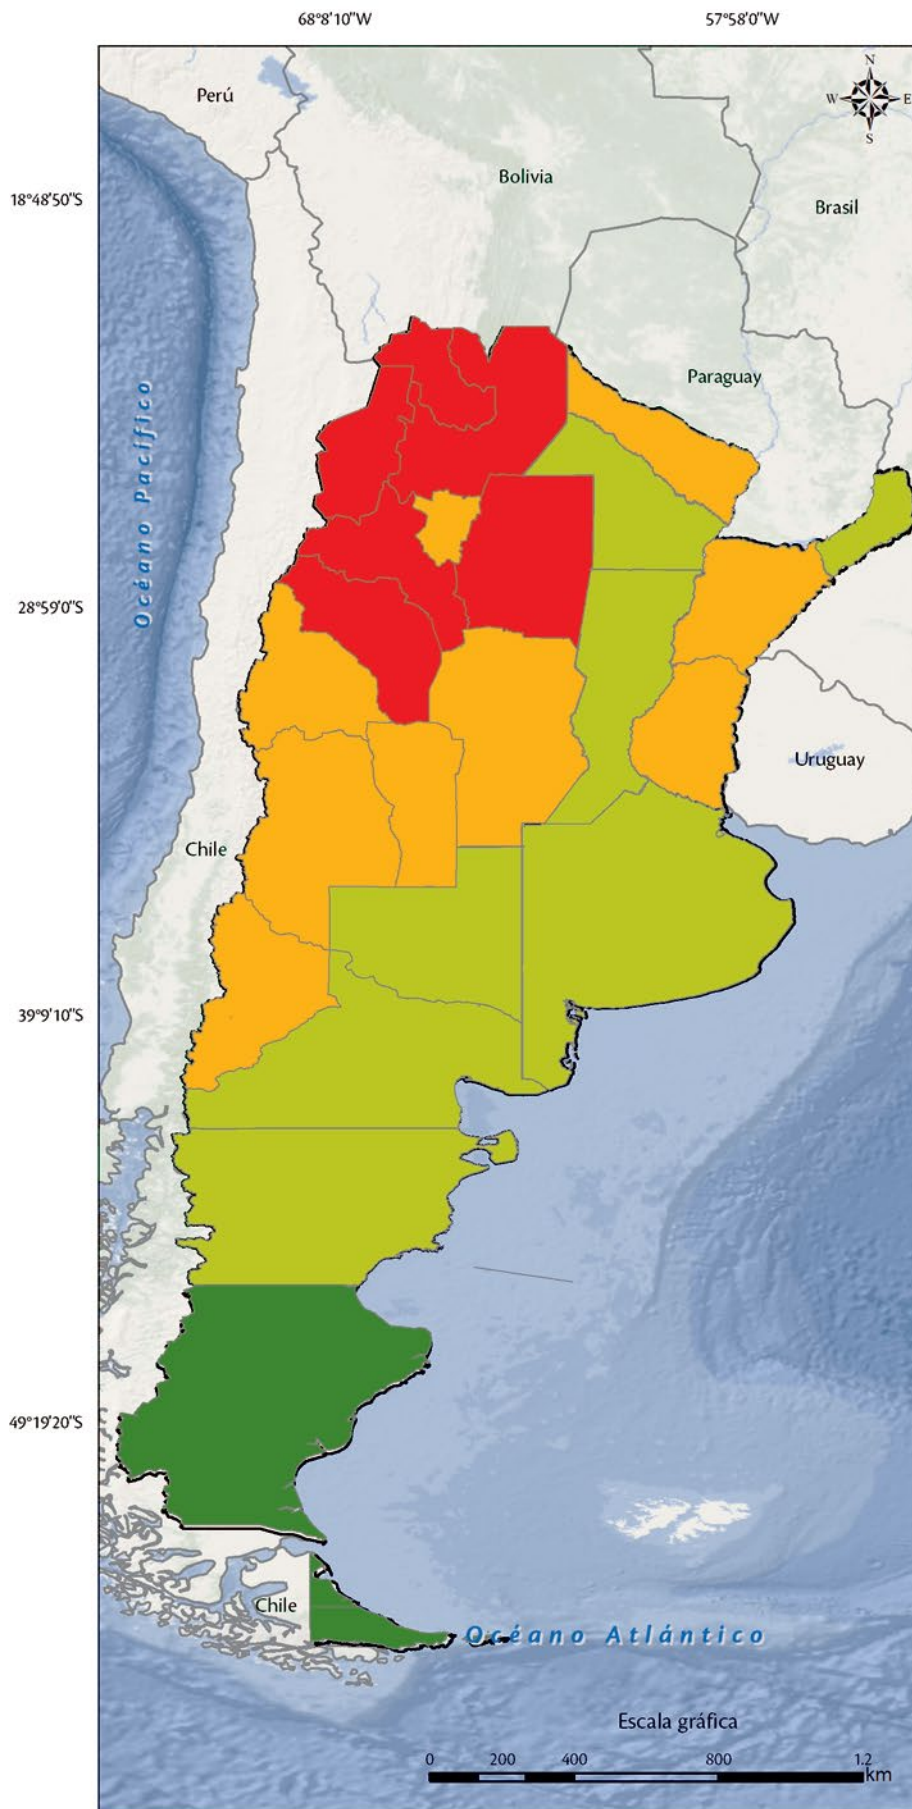 68°8'10"W
57°58'0"W
N
W
E
S
Perú
Bolivia
Brasil
18°48'50"S
Paraguay
Océano Pacífico
28°59'0"S
Uruguay
Chile
39°9'10"S
49°19'20"S
Chile
Océano Atlántico
Escala gráfica
0 200 400 800 1.2
km